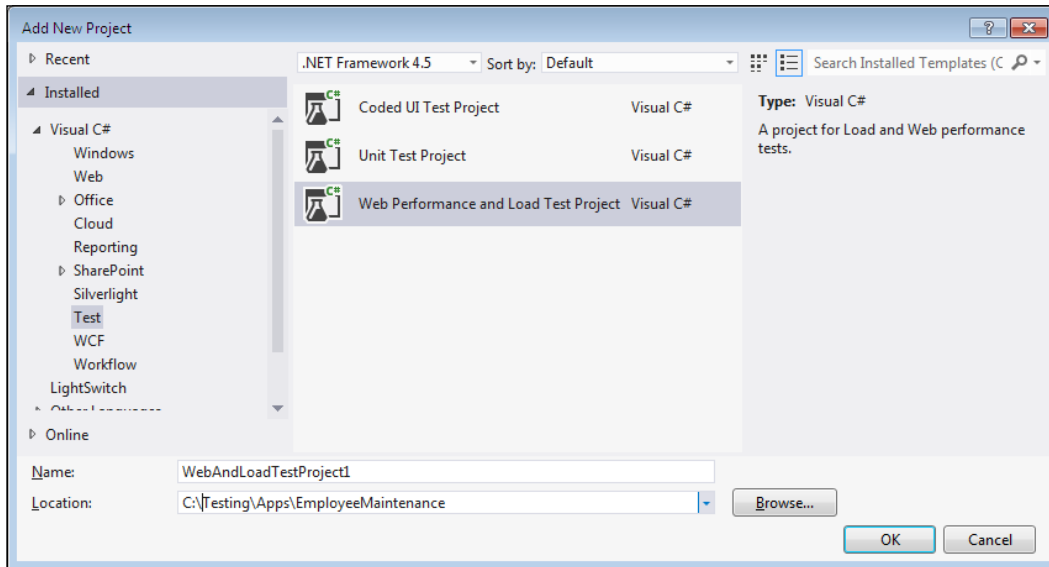 Add New Project
Recent
.NET Framework 4.5 Sort by: Default Search Installed Templates (C
Installed
C# Coded UI Test Project Visual C#
Type: Visual C#
Visual C#
A project for Load and Web performance tests.
Windows
C# Unit Test Project Visual C#
Web
Office
C# Web Performance and Load Test Project Visual C#
Cloud
Reporting
SharePoint
Silverlight
Test
WCF
Workflow
LightSwitch
Other Languages
Online
Name: WebAndLoadTestProject1
Location: C:\Testing\Apps\EmployeeMaintenance Browse...
OK Cancel